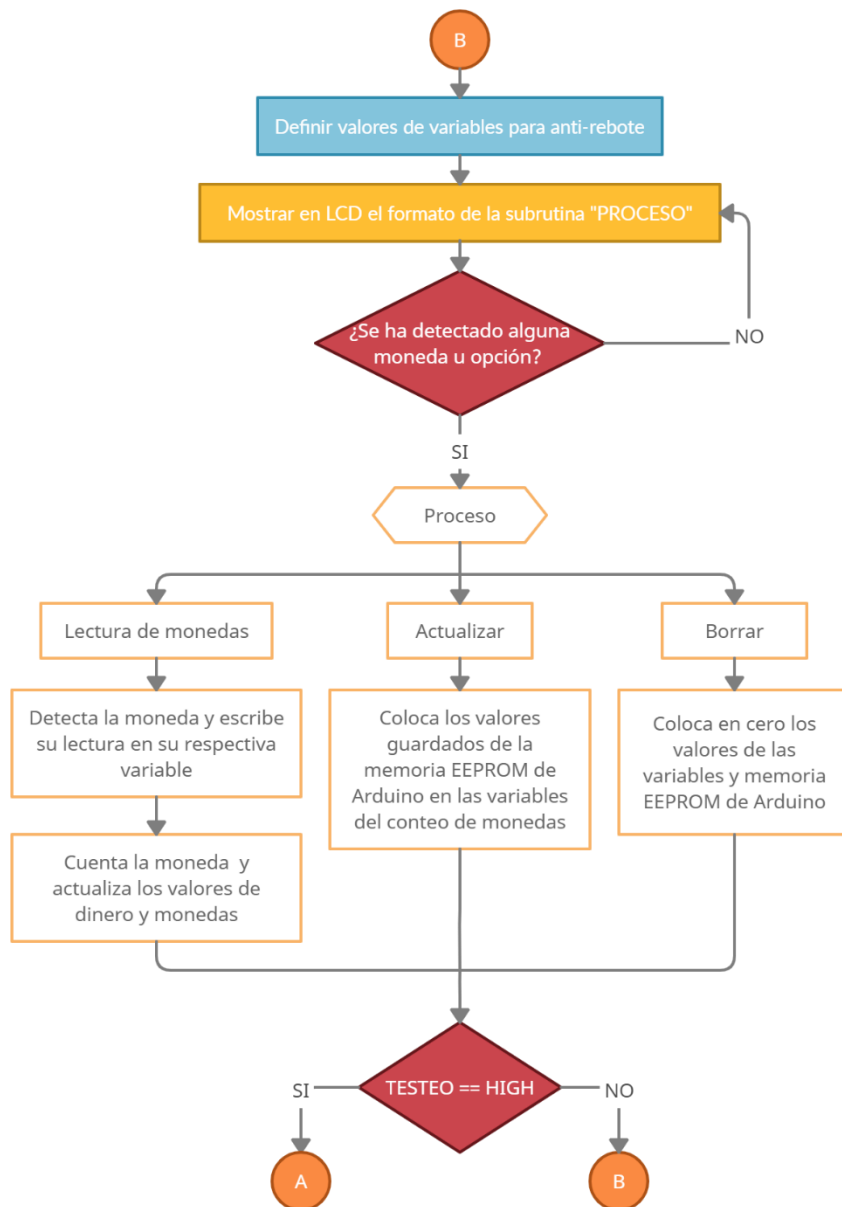 B
Definir valores de variables para anti-rebote
Mostrar en LCD el formato de la subrutina "PROCESO"
¿Se ha detectado alguna
moneda u opción?
NO
SI
Proceso
Lectura de monedas
Actualizar
Borrar
Detecta la moneda y escribe
su lectura en su respectiva
variable
Coloca los valores
guardados de la
memoria EEPROM de
Arduino en las variables
del conteo de monedas
Coloca en cero los
valores de las
variables y memoria
EEPROM de Arduino
Cuenta la moneda y
actualiza los valores de
dinero y monedas
TESTEO == HIGH
SI
NO
A
B